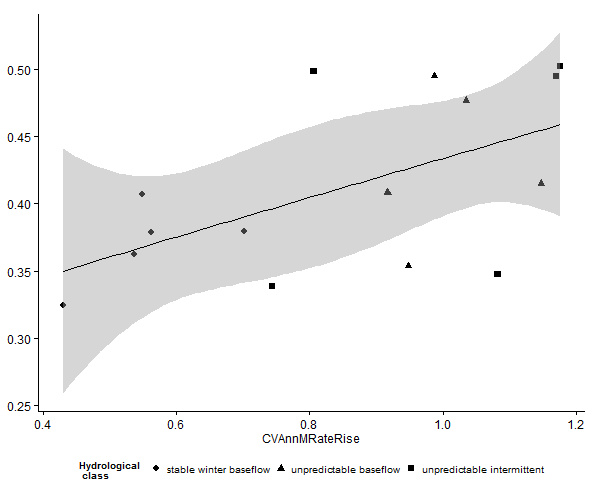 0.50
0.45
0.40
0.35
0.30
0.25
0.4 0.6 0.8 1.0 1.2
CVAnnMRateRise
Hydrological
class
stable winter baseflow unpredictable baseflow unpredictable intermittent